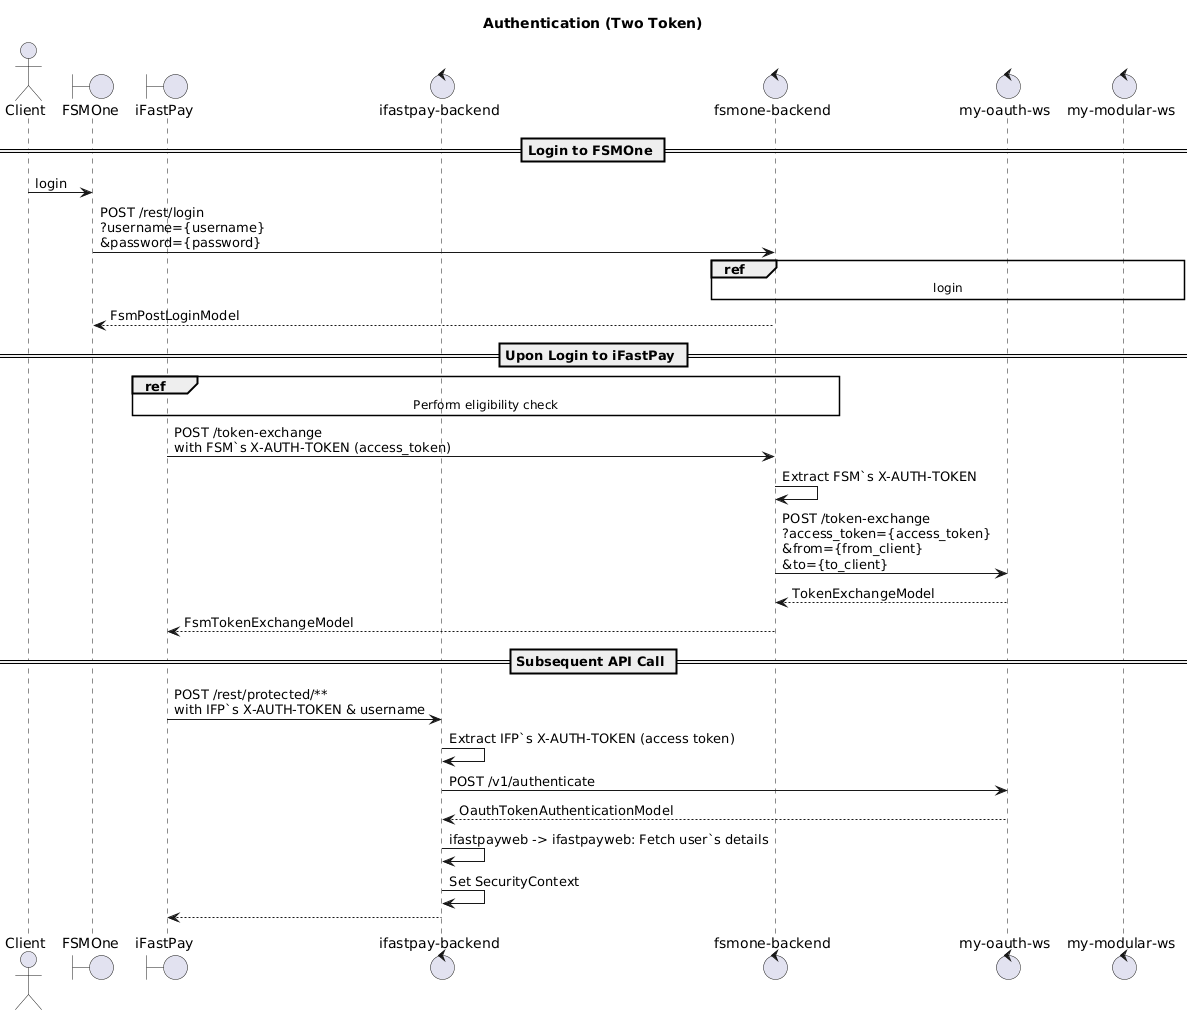 Authentication (Two Token)
Client FSMOne iFastPay ifastpay-backend fsmone-backend my-oauth-ws my-modular-ws
Login to FSMOne
login
POST /rest/login
?username={username}
&password={password}
ref
login
FsmPostLoginModel
Upon Login to iFastPay
ref
Perform eligibility check
POST /token-exchange
with FSM`s X-AUTH-TOKEN (access_token)
Extract FSM`s X-AUTH-TOKEN
POST /token-exchange
?access_token={access_token}
&from={from_client}
&to={to_client}
TokenExchangeModel
FsmTokenExchangeModel
Subsequent API Call
POST /rest/protected/**
with IFP`s X-AUTH-TOKEN & username
Extract IFP`s X-AUTH-TOKEN (access token)
POST /v1/authenticate
OauthTokenAuthenticationModel
ifastpayweb -> ifastpayweb: Fetch user`s details
Set SecurityContext
Client FSMOne iFastPay ifastpay-backend fsmone-backend my-oauth-ws my-modular-ws